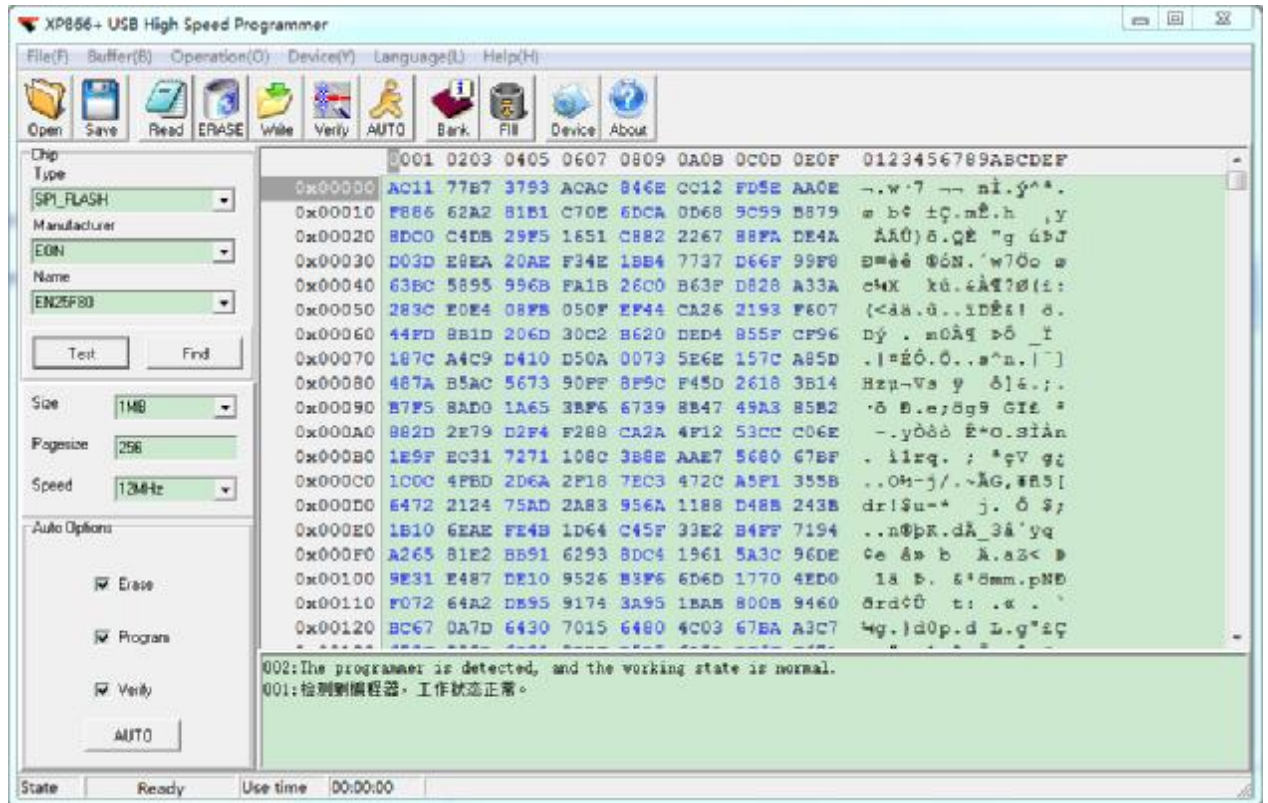 XP866+ USB High Speed Programmer
File(F) Buffer(B) Operation(O) Device(Y) Language(L) Help(H)
Open Save Read ERASE Write Verify AUTO Bank Fill Device About
Chip
Type
SPI_FLASH
Manufacturer
EON
Name
EN25F80
Test Find
Size 1MB
Pagesize 256
Speed 12MHz
Auto Options
Erase
Program
Verify
AUTO
0001 0203 0405 0607 0809 0A0B 0C0D 0E0F 0123456789ABCDEF
0x00000 AC11 77B7 3793 ACAC 846E CC12 FD5E AA0E
0x00010 F886 62A2 81B1 C70E 6DCA 0D68 9C99 B879
0x00020 8DC0 C4DB 29F5 1651 C882 2267 88FA DE4A
0x00030 D03D E8EA 20AE F34E 1BB4 7737 D66F 99F8
0x00040 63BC 5895 996B FA1B 26C0 B63F D828 A33A
0x00050 283C E0E4 08FB 050F EF44 CA26 2193 F607
0x00060 44FD 8B1D 206D 30C2 B620 DED4 855F CF96
0x00070 187C A4C9 D410 D50A 0073 5E6E 157C A85D
0x00080 487A B5AC 5673 90FF 8F9C F45D 2618 3B14
0x00090 B7F5 8AD0 1A65 3BF6 6739 8B47 49A3 85B2
0x000A0 882D 2E79 D2F4 F288 CA2A 4F12 53CC C06E
0x000B0 1E9F EC31 7271 108C 3B8E AAE7 5680 67BF
0x000C0 1C0C 4FBD 2D6A 2F18 7EC3 472C A5F1 355B
0x000D0 6472 2124 75AD 2A83 956A 1188 D48B 243B
0x000E0 1B10 6EAE FE4B 1D64 C45F 33E2 B4FF 7194
0x000F0 A265 81E2 BB91 6293 8DC4 1961 5A3C 96DE
0x00100 9E31 E487 DE10 9526 B3F6 6D6D 1770 4ED0
0x00110 F072 64A2 DB95 9174 3A95 1BAB 800B 9460
0x00120 BC67 0A7D 6430 7015 6480 4C03 67BA A3C7
002:The programmer is detected, and the working state is normal.
001:检测到编程器，工作状态正常。
State Ready Use time 00:00:00